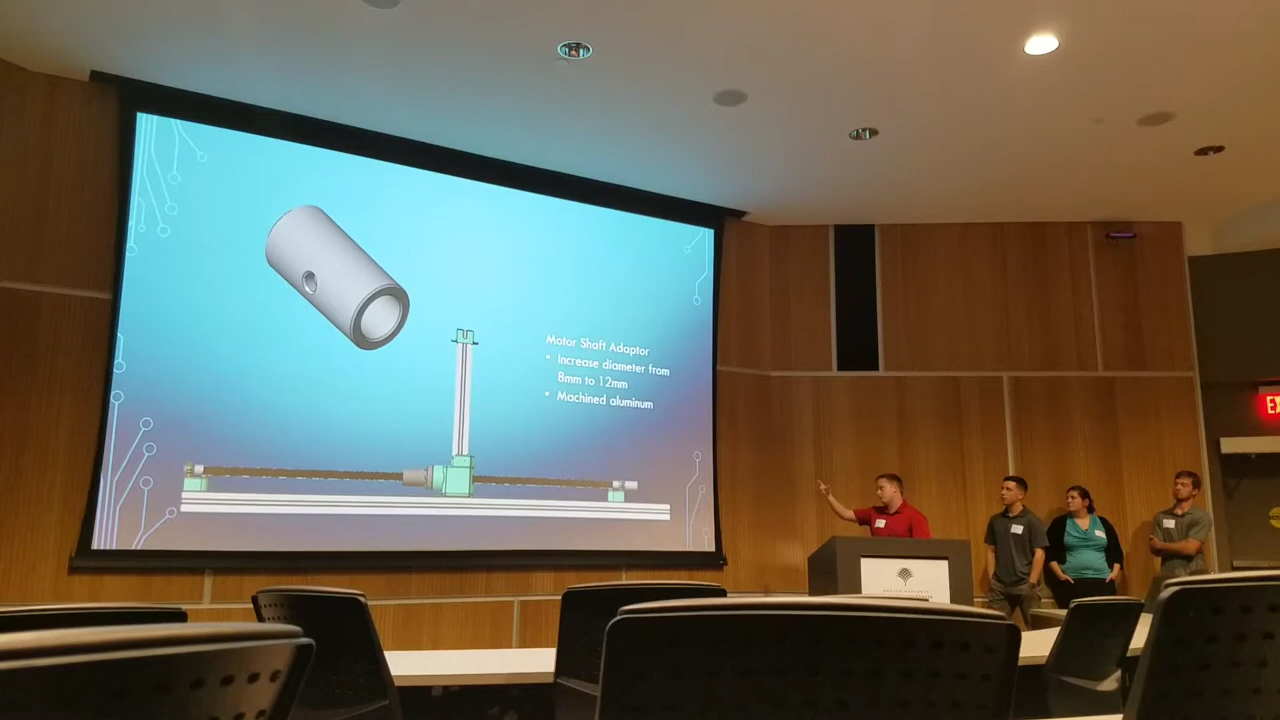 Motor Shaft Adaptor
• Increase diameter from
8mm to 12mm
• Machined aluminum